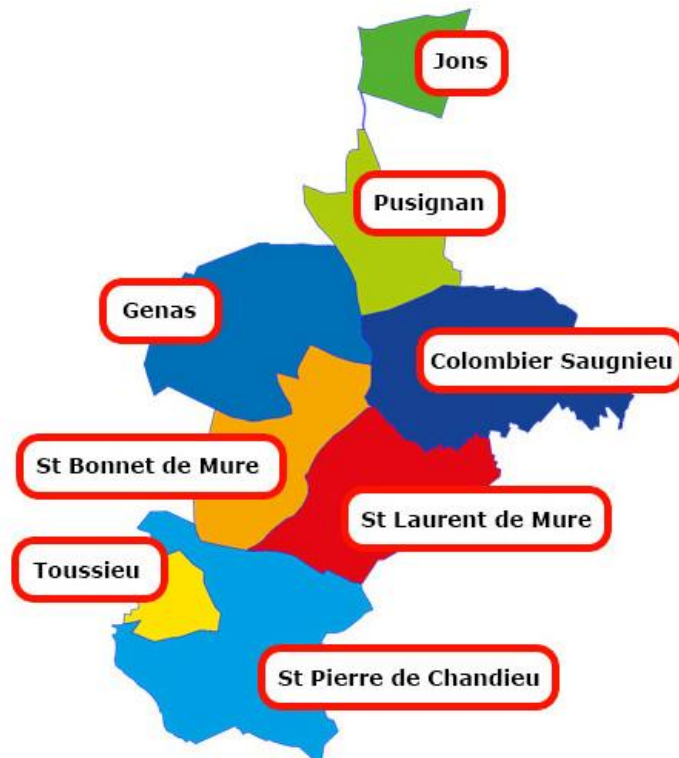 Jons
Pusignan
Genas
Colombier Saugnieu
St Bonnet de Mure
St Laurent de Mure
Toussieu
St Pierre de Chandieu